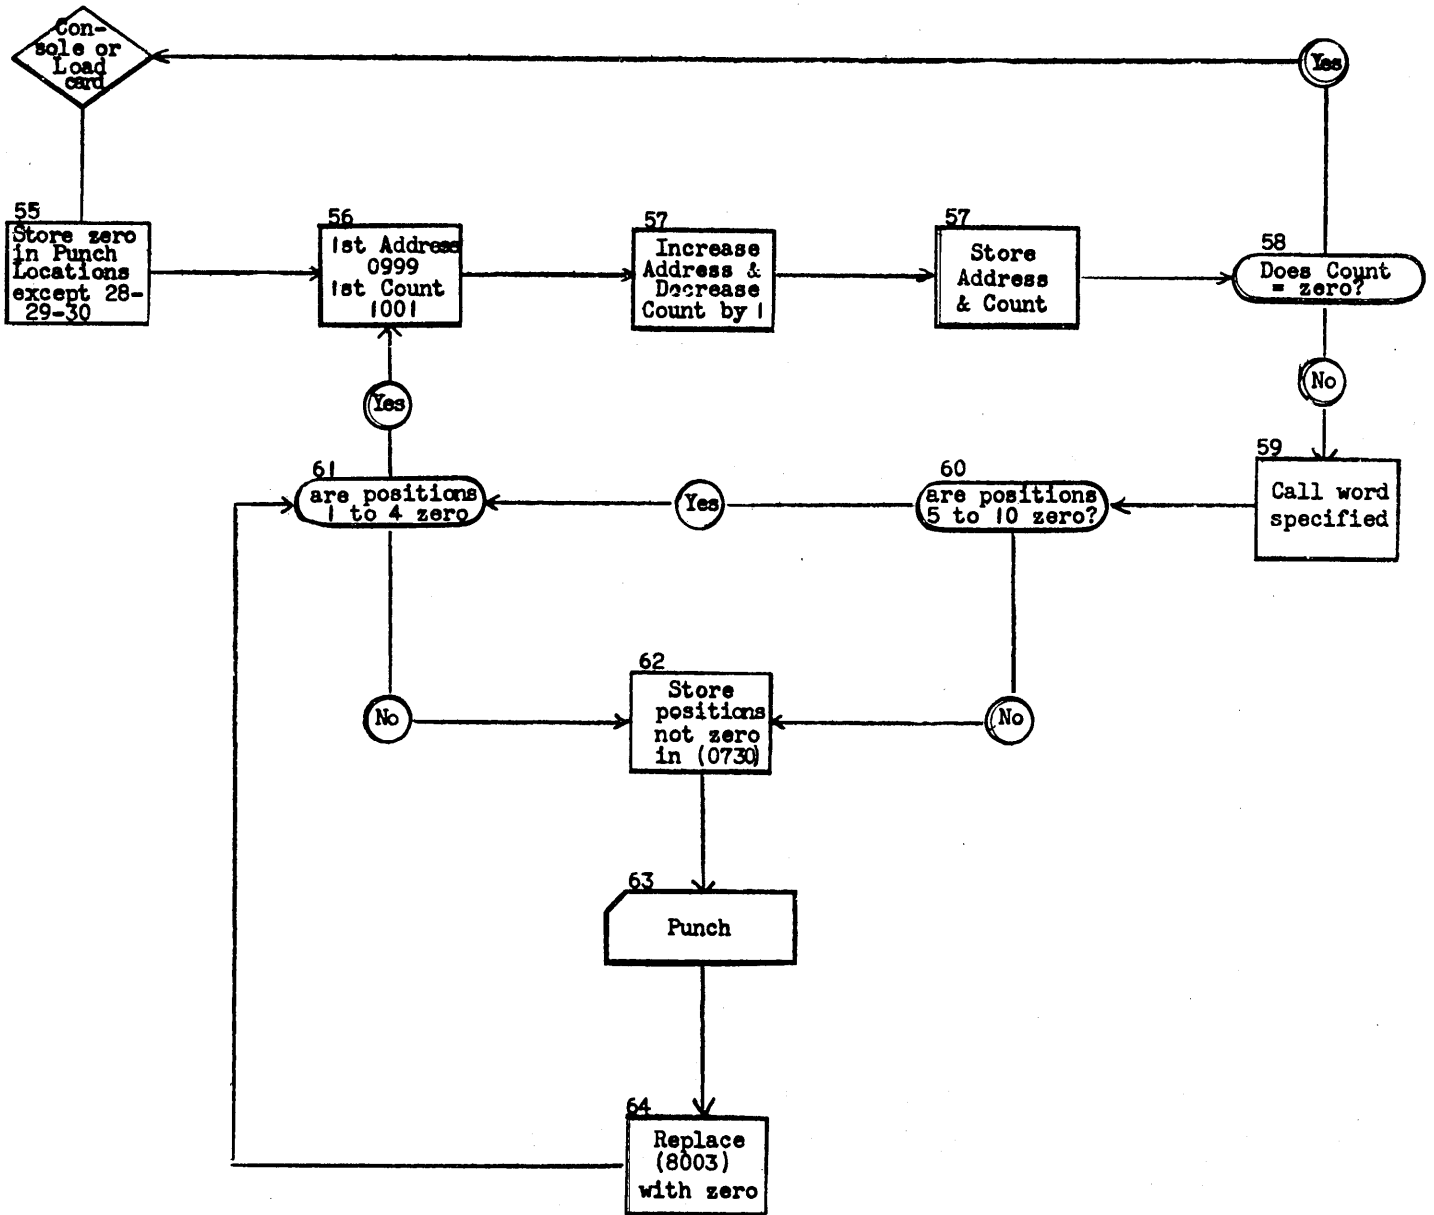 Con-
sole or
Load
card
Yes
55
Store zero
in Punch
Locations
except 28-
29-30
56
1st Address
0999
1st Count
1001
57
Increase
Address &
Decrease
Count by 1
57
Store
Address
& Count
58
Does Count
= zero?
Yes
No
61
are positions
1 to 4 zero
Yes
60
are positions
5 to 10 zero?
59
Call word
specified
No
62
Store
positions
not zero
in (0730)
No
63
Punch
64
Replace
(8003)
with zero